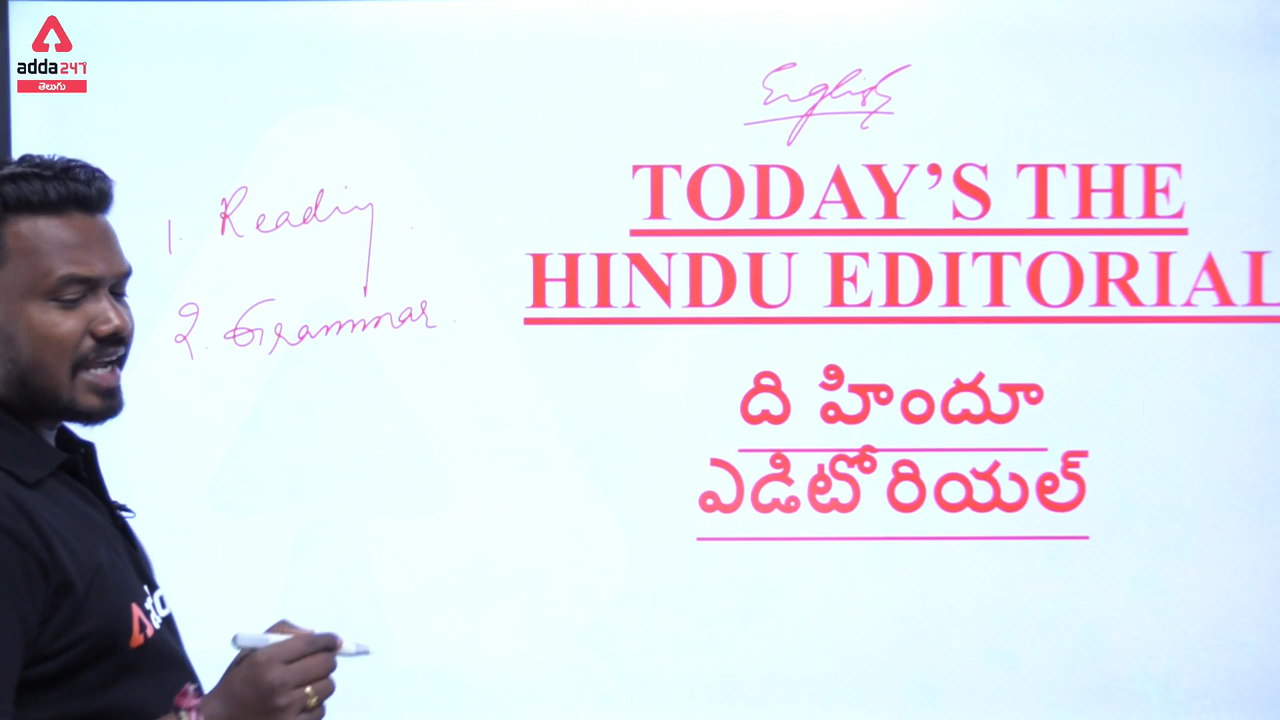 adda247
తెలుగు
English
1. Reading
2. Grammar
TODAY'S THE
HINDU EDITORIAL
ది హిందూ
ఎడిటోరియల్